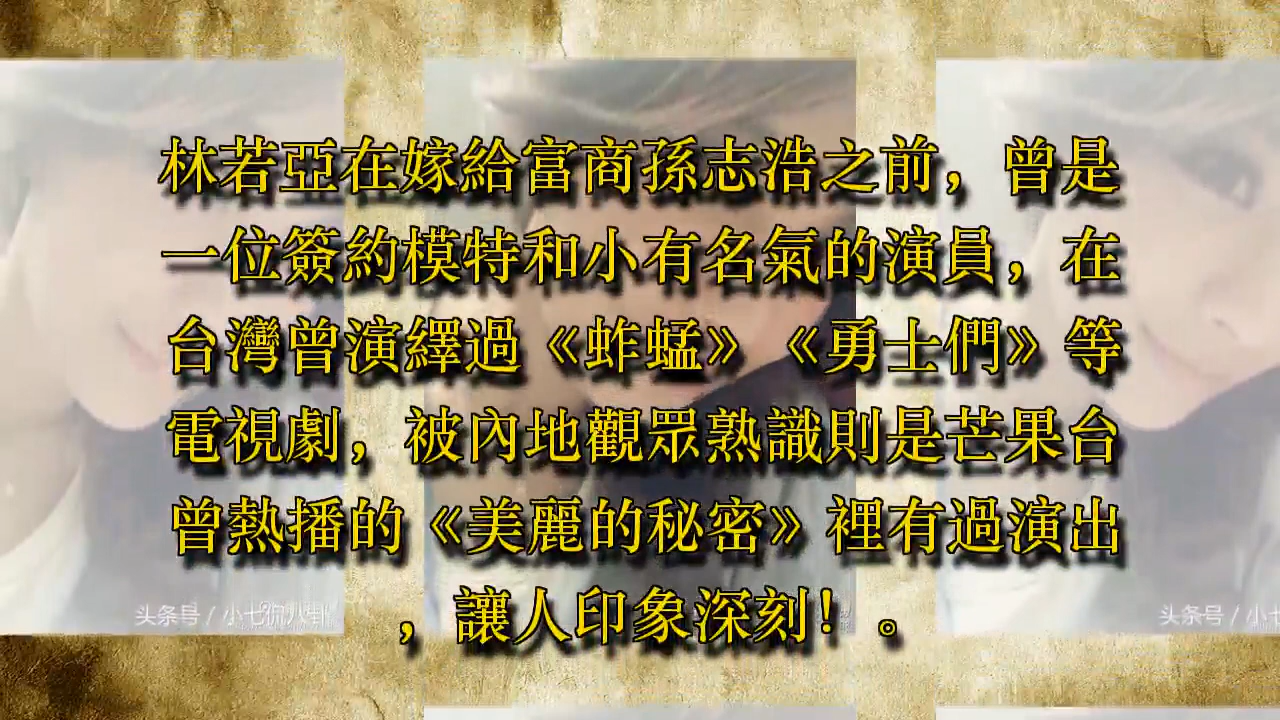 林若亞在嫁給富商孫志浩之前，曾是
一位簽約模特和小有名氣的演員，在
台灣曾演繹過《蚱蜢》《勇士們》等
電視劇，被內地觀眾熟識則是芒果台
曾熱播的《美麗的秘密》裡有過演出
，讓人印象深刻！。
头条号 / 小七侃八卦
头条号 / 小七